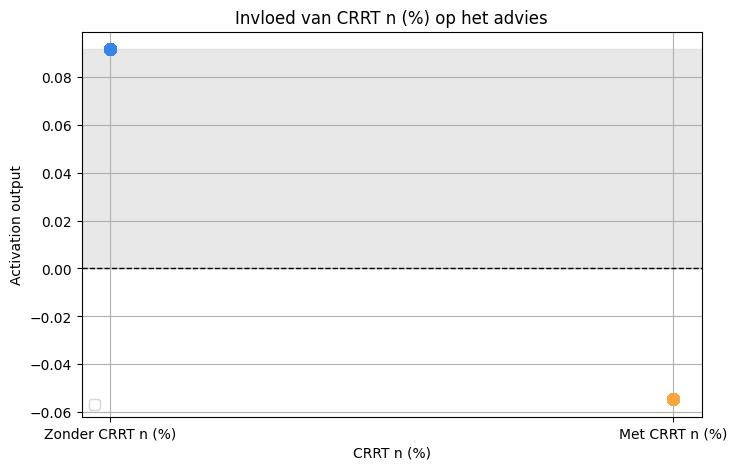 Invloed van CRRT n (%) op het advies
Activation output
0.08
0.06
0.04
0.02
0.00
−0.02
−0.04
−0.06
Zonder CRRT n (%)
Met CRRT n (%)
CRRT n (%)